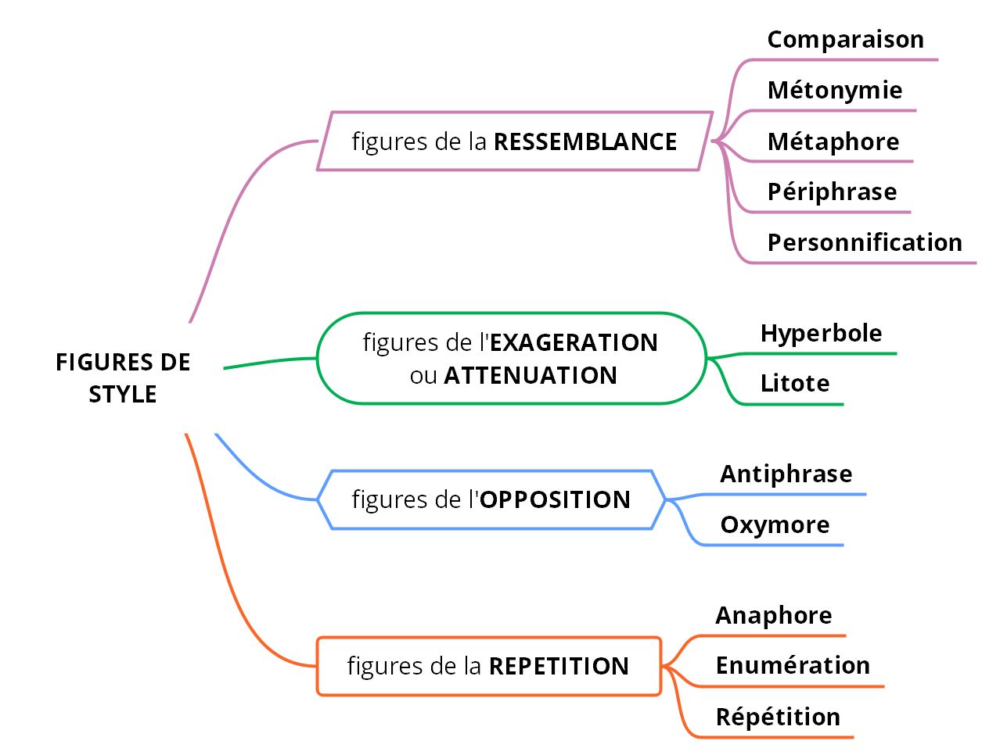 FIGURES DE
STYLE
figures de la RESSEMBLANCE
Comparaison
Métonymie
Métaphore
Périphrase
Personnification
figures de l'EXAGERATION
ou ATTENUATION
Hyperbole
Litote
figures de l'OPPOSITION
Antiphrase
Oxymore
figures de la REPETITION
Anaphore
Enumération
Répétition